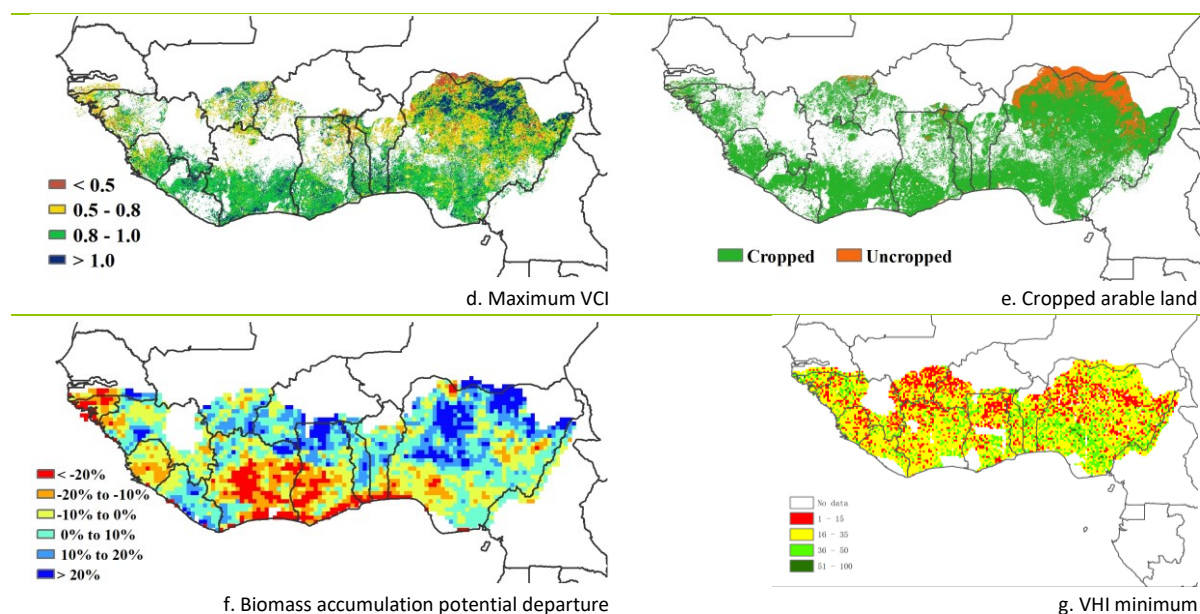 < 0.5
0.5 - 0.8
0.8 - 1.0
> 1.0
d. Maximum VCI
Cropped Uncropped
e. Cropped arable land
< -20%
-20% to -10%
-10% to 0%
0% to 10%
10% to 20%
> 20%
f. Biomass accumulation potential departure
No data
1 - 15
16 - 35
36 - 50
51 - 100
g. VHI minimum